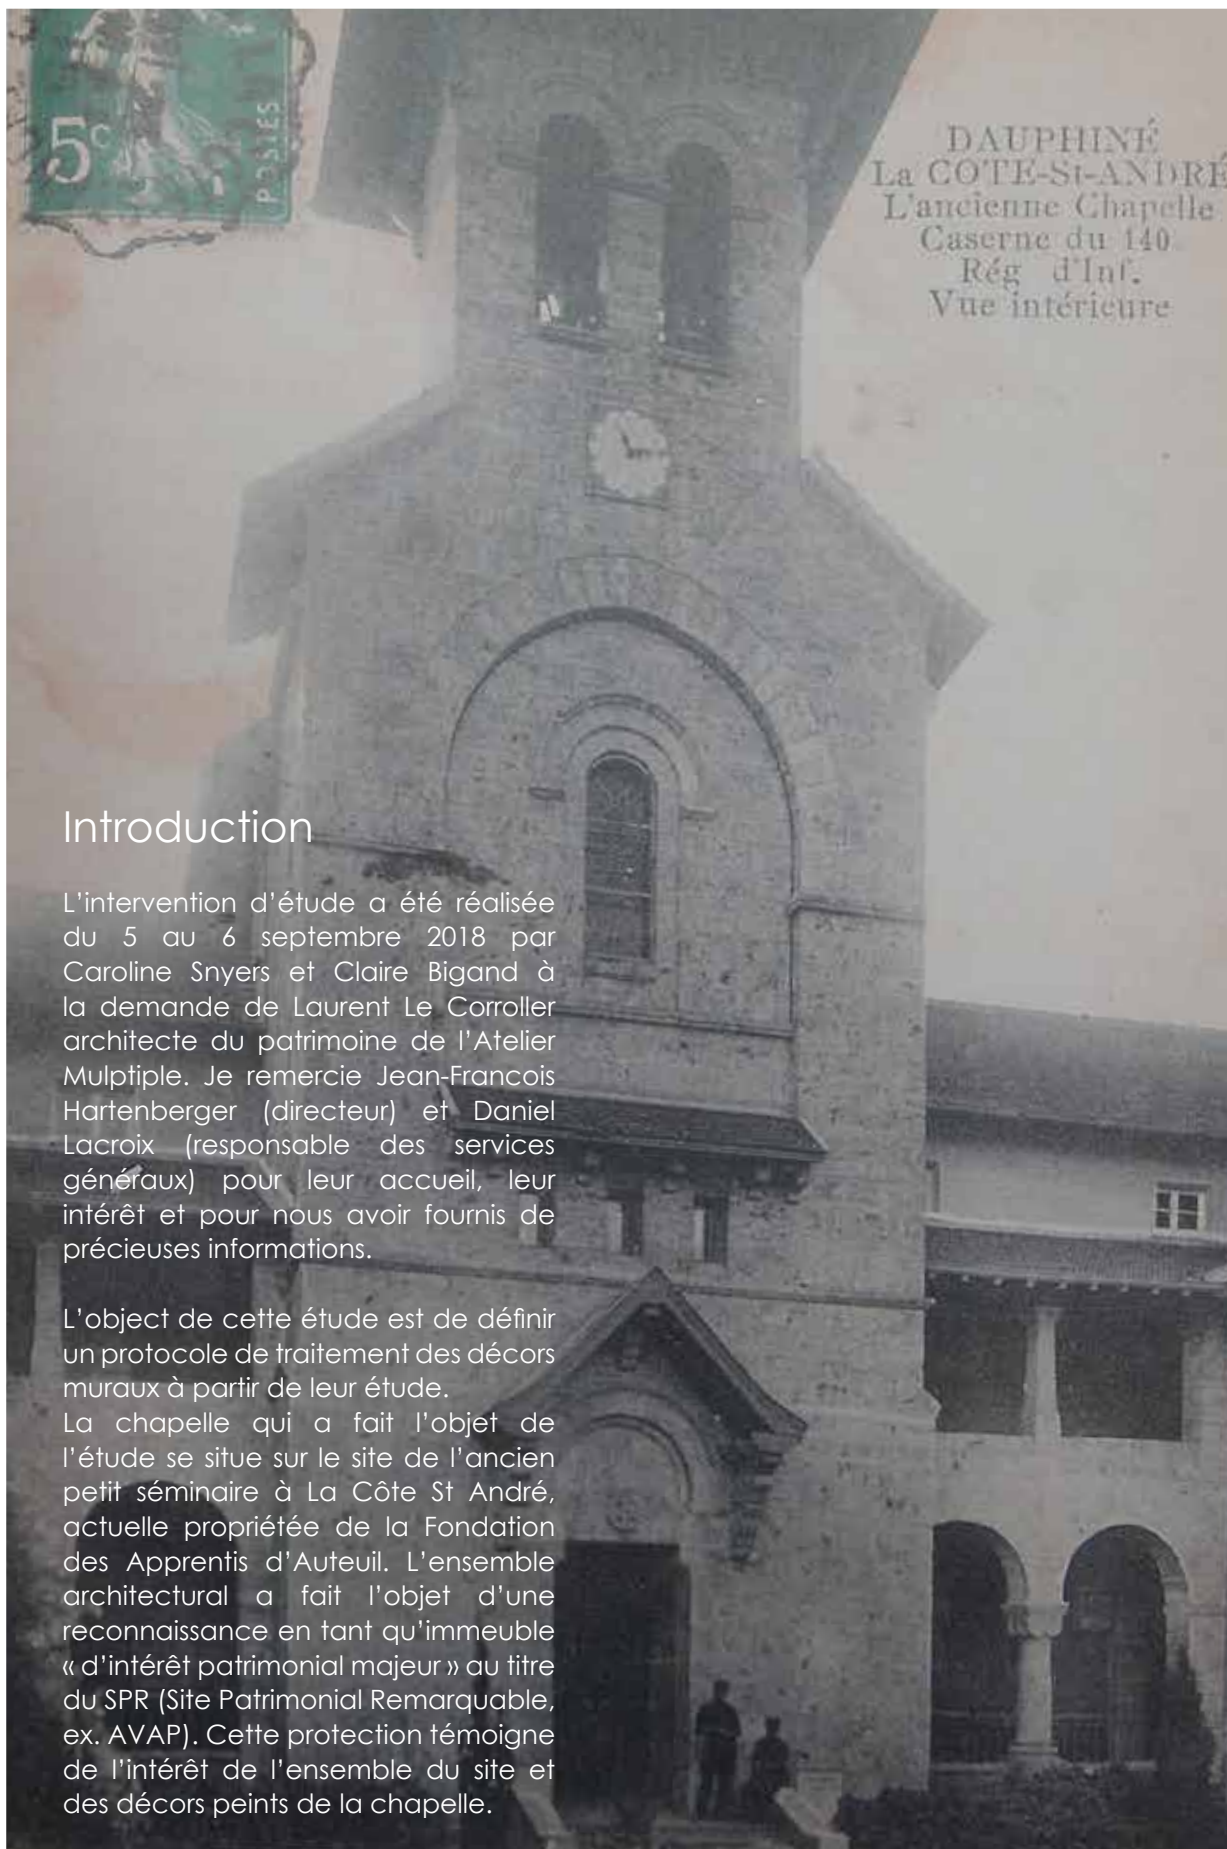 5c
POSTES
DAUPHINÉ
La COTE-St-ANDRÉ
L'ancienne Chapelle
Caserne du 140
Rég d'Inf.
Vue intérieure
Introduction
L'intervention d'étude a été réalisée
du 5 au 6 septembre 2018 par
Caroline Snyers et Claire Bigand à
la demande de Laurent Le Corroller
architecte du patrimoine de l'Atelier
Mulptiple. Je remercie Jean-Francois
Hartenberger (directeur) et Daniel
Lacroix (responsable des services
généraux) pour leur accueil, leur
intérêt et pour nous avoir fournis de
précieuses informations.
L'object de cette étude est de définir
un protocole de traitement des décors
muraux à partir de leur étude.
La chapelle qui a fait l'objet de
l'étude se situe sur le site de l'ancien
petit séminaire à La Côte St André,
actuelle propriétée de la Fondation
des Apprentis d'Auteuil. L'ensemble
architectural a fait l'objet d'une
reconnaissance en tant qu'immeuble
« d'intérêt patrimonial majeur » au titre
du SPR (Site Patrimonial Remarquable,
ex. AVAP). Cette protection témoigne
de l'intérêt de l'ensemble du site et
des décors peints de la chapelle.